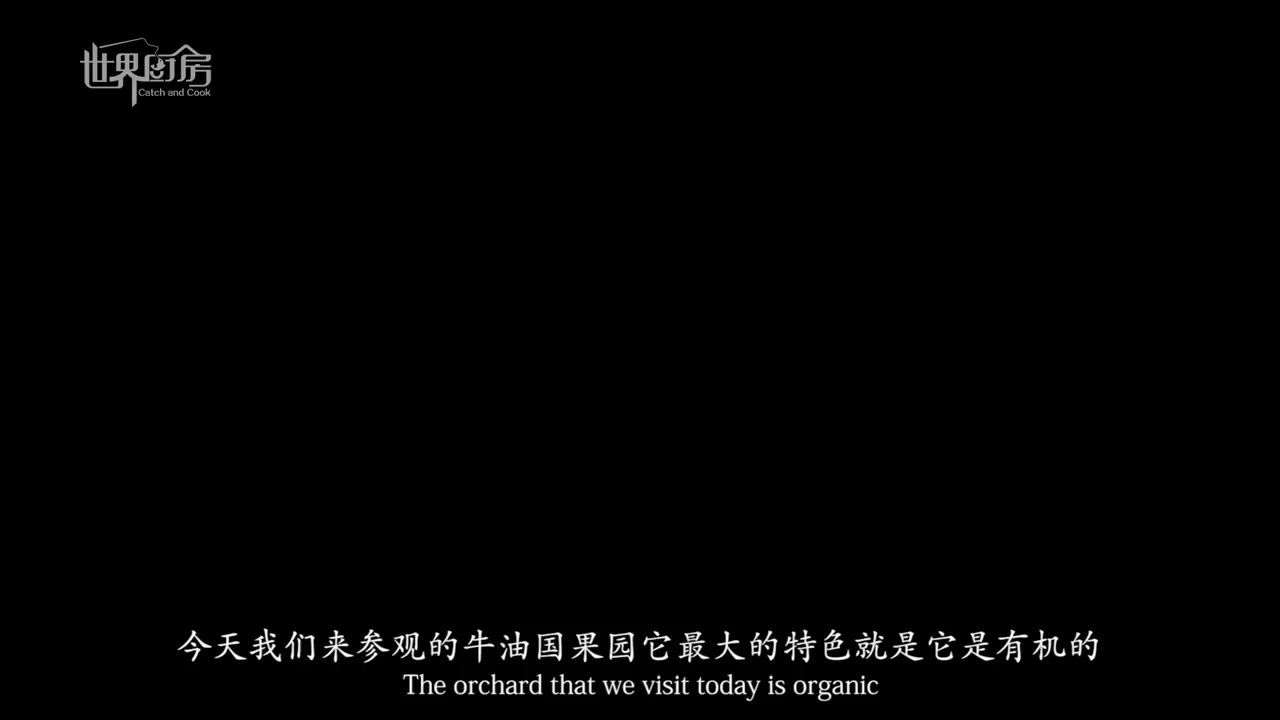 世界厨房
Catch and Cook
今天我们来参观的牛油国果园它最大的特色就是它是有机的
The orchard that we visit today is organic